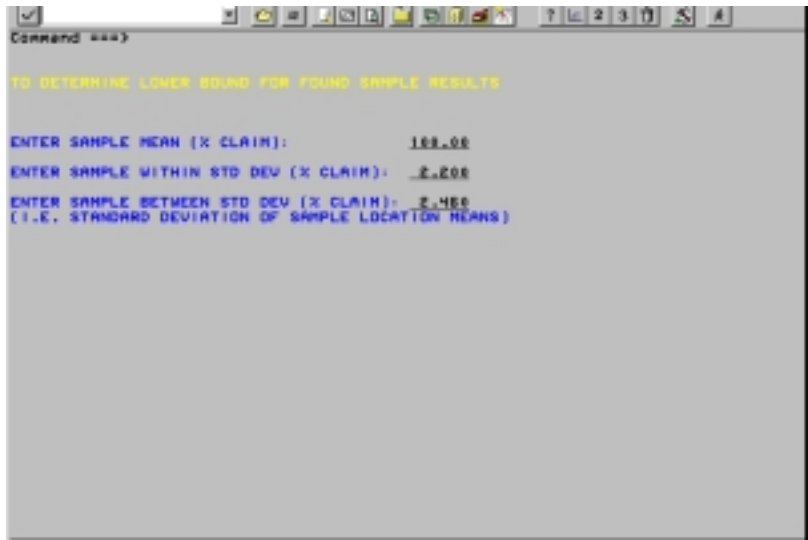 Command ===>
TO DETERMINE LOWER BOUND FOR FOUND SAMPLE RESULTS
ENTER SAMPLE MEAN (% CLAIM): 100.00
ENTER SAMPLE WITHIN STD DEV (% CLAIM): 2.200
ENTER SAMPLE BETWEEN STD DEV (% CLAIM): 2.460
(I.E. STANDARD DEVIATION OF SAMPLE LOCATION MEANS)